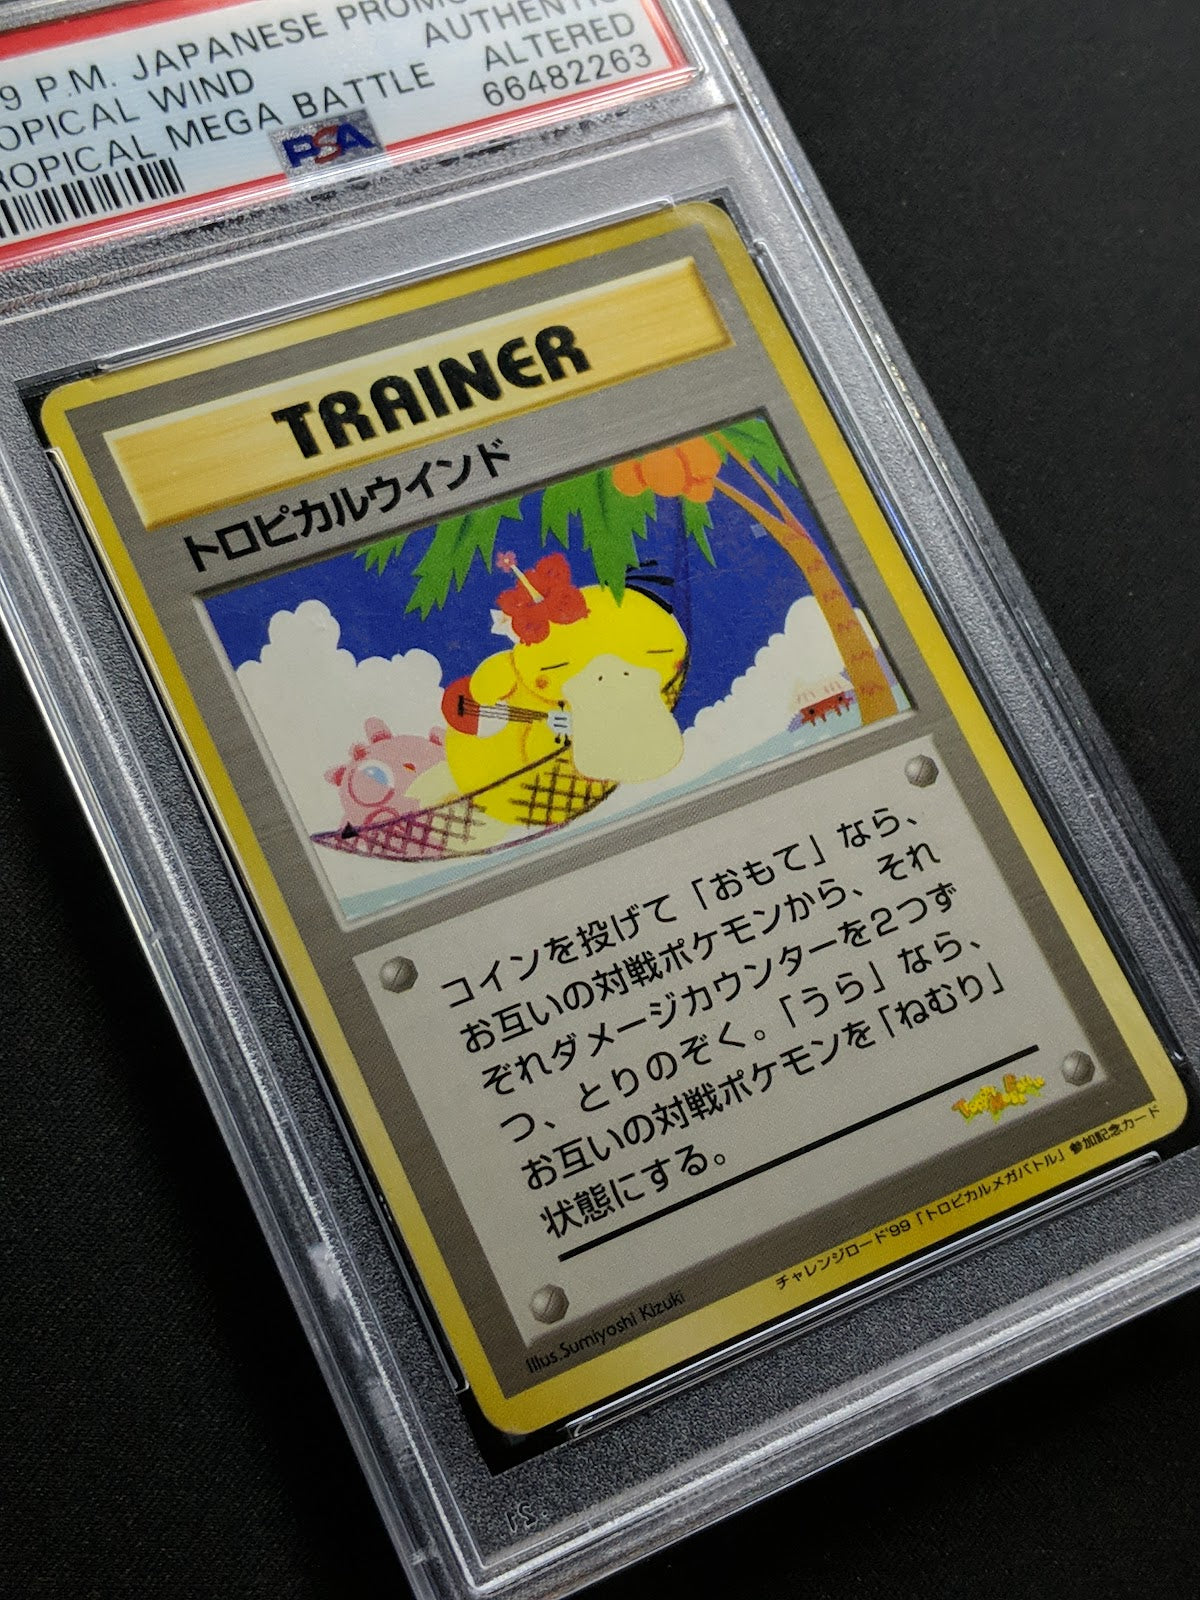 9 P.M. JAPANESE PROMO
AUTHENTIC
OPICAL WIND
ALTERED
ROPICAL MEGA BATTLE
66482263
PSA
TRAINER
トロピカルウインド
コインを投げて「おもて」なら、
お互いの対戦ポケモンから、それ
ぞれダメージカウンターを2つず
つ、とりのぞく。「うら」なら、
お互いの対戦ポケモンを「ねむり」
状態にする。
Illus.Sumiyoshi Kizuki
チャレンジロード'99「トロピカルメガバトル」参加記念カード